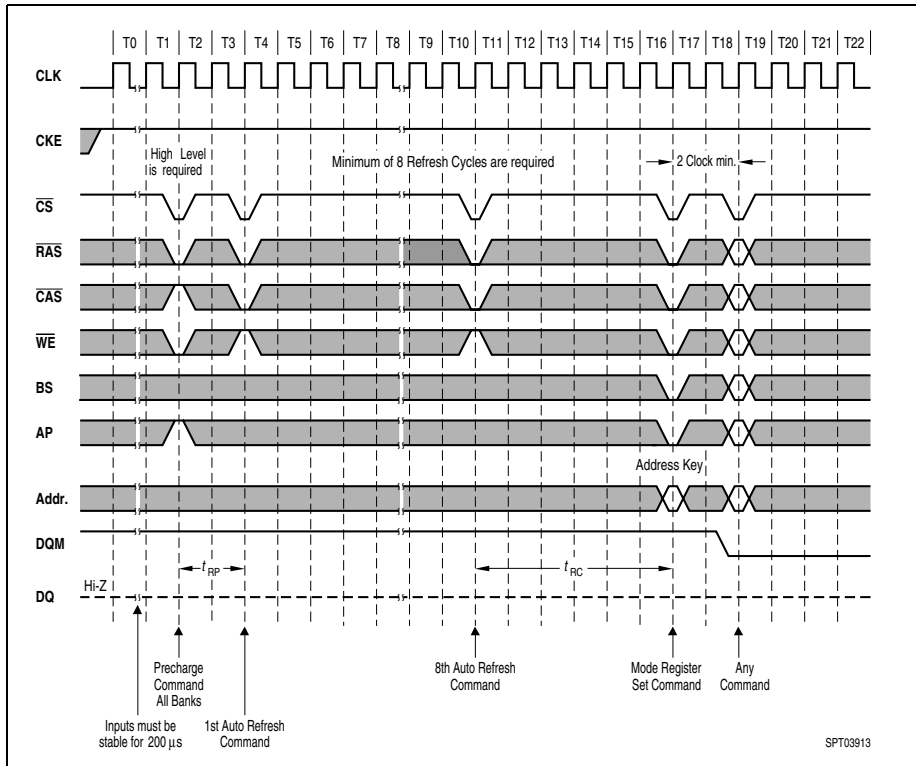 T0 T1 T2 T3 T4 T5 T6 T7 T8 T9 T10 T11 T12 T13 T14 T15 T16 T17 T18 T19 T20 T21 T22
CLK
CKE
High Level
is required
Minimum of 8 Refresh Cycles are required
2 Clock min.
CS
RAS
CAS
WE
BS
AP
Address Key
Addr.
DQM
t RP
t RC
Hi-Z
DQ
Precharge
Command
All Banks
8th Auto Refresh
Command
Mode Register
Set Command
Any
Command
Inputs must be
stable for 200 µs
1st Auto Refresh
Command
SPT03913